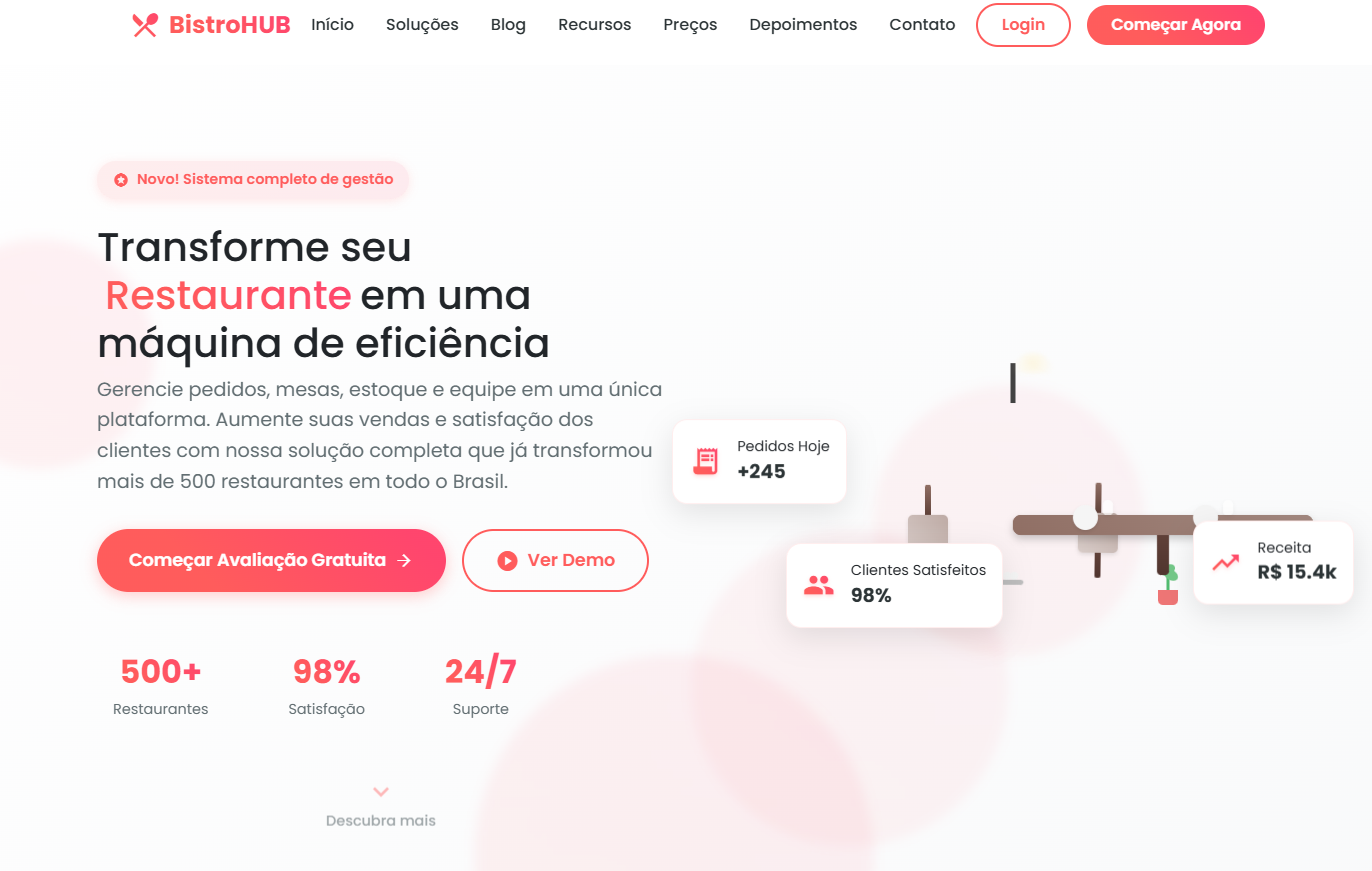 BistroHUB
Início
Soluções
Blog
Recursos
Preços
Depoimentos
Contato
Login
Começar Agora
Novo! Sistema completo de gestão
Transforme seu
Restaurante em uma
máquina de eficiência
Gerencie pedidos, mesas, estoque e equipe em uma única
plataforma. Aumente suas vendas e satisfação dos
clientes com nossa solução completa que já transformou
mais de 500 restaurantes em todo o Brasil.
Começar Avaliação Gratuita
Ver Demo
500+
Restaurantes
98%
Satisfação
24/7
Suporte
Descubra mais
Pedidos Hoje
+245
Clientes Satisfeitos
98%
Receita
R$ 15.4k